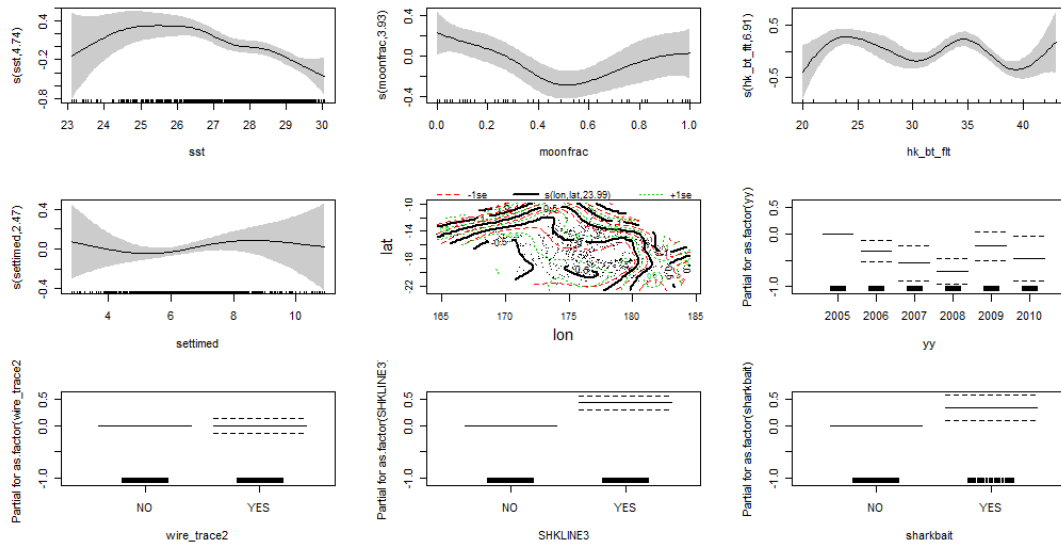 s(sst,4.74)
0.4
-0.2
-0.8
23 24 25 26 27 28 29 30
sst
s(moonfrac,3.93)
0.4
0.0
-0.4
0.0 0.2 0.4 0.6 0.8 1.0
moonfrac
s(hk_bt_flt,6.91)
0.5
-0.5
20 25 30 35 40
hk_bt_flt
s(settimed,2.47)
0.4
0.0
-0.4
4 6 8 10
settimed
-1se s(lon,lat,23.99) +1se
lat
10
14
18
22
165 170 175 180 185
lon
Partial for as.factor(yy)
0.5
0.0
-1.0
2005 2006 2007 2008 2009 2010
yy
Partial for as.factor(wire_trace2
0.5
0.0
-1.0
NO YES
wire_trace2
Partial for as.factor(SHKLINE3)
0.5
0.0
-1.0
NO YES
SHKLINE3
Partial for as.factor(sharkbait)
0.5
0.0
-1.0
NO YES
sharkbait